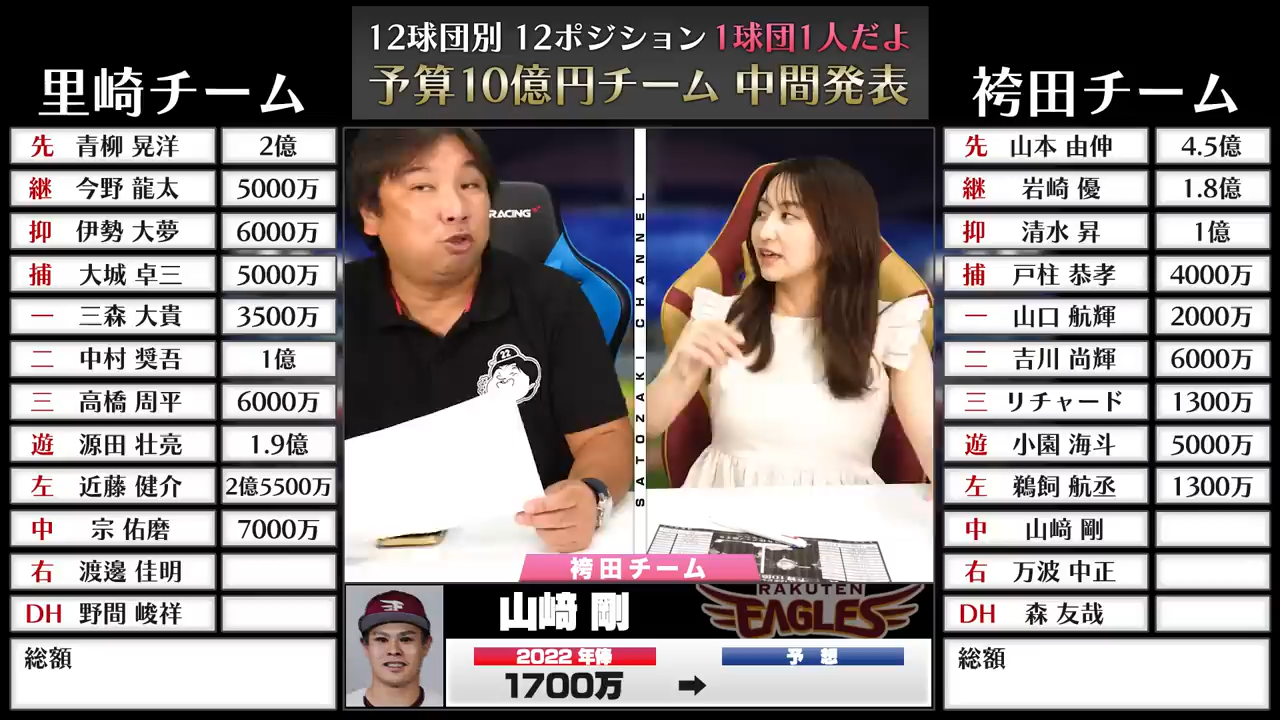 12球団別 12ポジション 1球団1人だよ
予算10億円チーム 中間発表
里崎チーム
先 青柳 晃洋 2億
継 今野 龍太 5000万
抑 伊勢 大夢 6000万
捕 大城 卓三 5000万
一 三森 大貴 3500万
二 中村 奨吾 1億
三 高橋 周平 6000万
遊 源田 壮亮 1.9億
左 近藤 健介 2億5500万
中 宗 佑磨 7000万
右 渡邊 佳明
DH 野間 峻祥
総額
RACING
22
SATOZAKI CHANNEL
袴田チーム
山﨑 剛
RAKUTEN
EAGLES
2022 年俸
予 想
1700万 ➡
袴田チーム
先 山本 由伸 4.5億
継 岩崎 優 1.8億
抑 清水 昇 1億
捕 戸柱 恭孝 4000万
一 山口 航輝 2000万
二 吉川 尚輝 6000万
三 リチャード 1300万
遊 小園 海斗 5000万
左 鵜飼 航丞 1300万
中 山﨑 剛
右 万波 中正
DH 森 友哉
総額